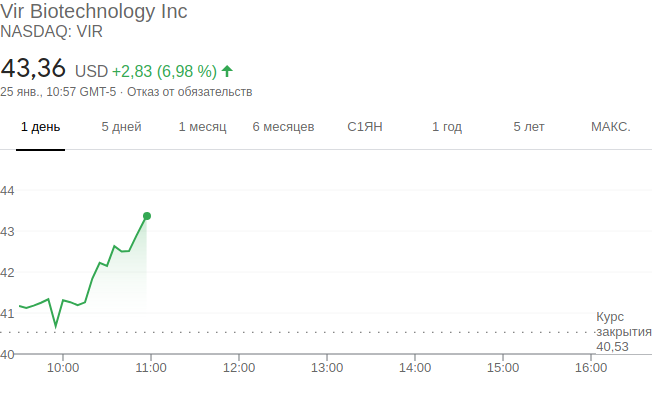 Vir Biotechnology Inc
NASDAQ: VIR
43,36 USD +2,83 (6,98 %)
25 янв., 10:57 GMT-5 · Отказ от обязательств
1 день 5 дней 1 месяц 6 месяцев С1ЯН 1 год 5 лет МАКС.
44
43
42
41
40
Курс
закрытия
40,53
10:00 11:00 12:00 13:00 14:00 15:00 16:00